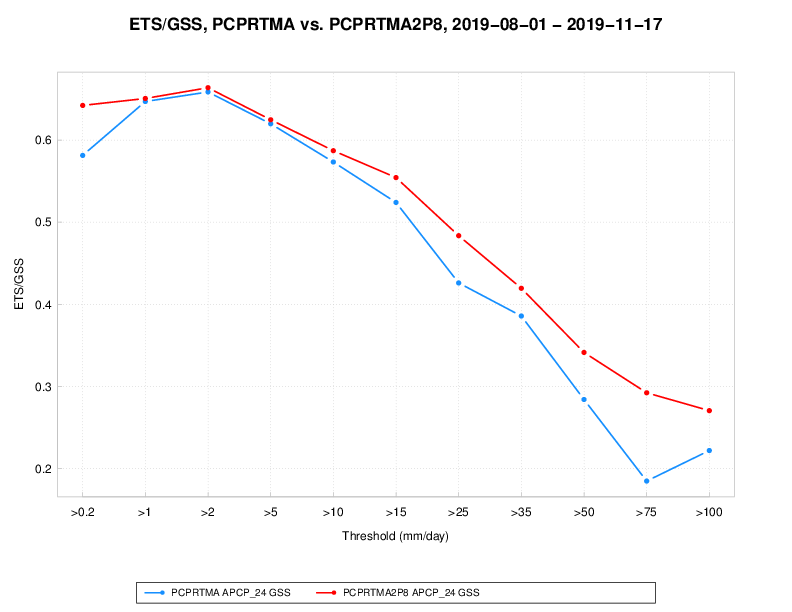 ETS/GSS, PCPRTMA vs. PCPRTMA2P8, 2019−08−01 − 2019−11−17
ETS/GSS
0.6
0.5
0.4
0.3
0.2
>0.2 >1 >2 >5 >10 >15 >25 >35 >50 >75 >100
Threshold (mm/day)
PCPRTMA APCP_24 GSS PCPRTMA2P8 APCP_24 GSS